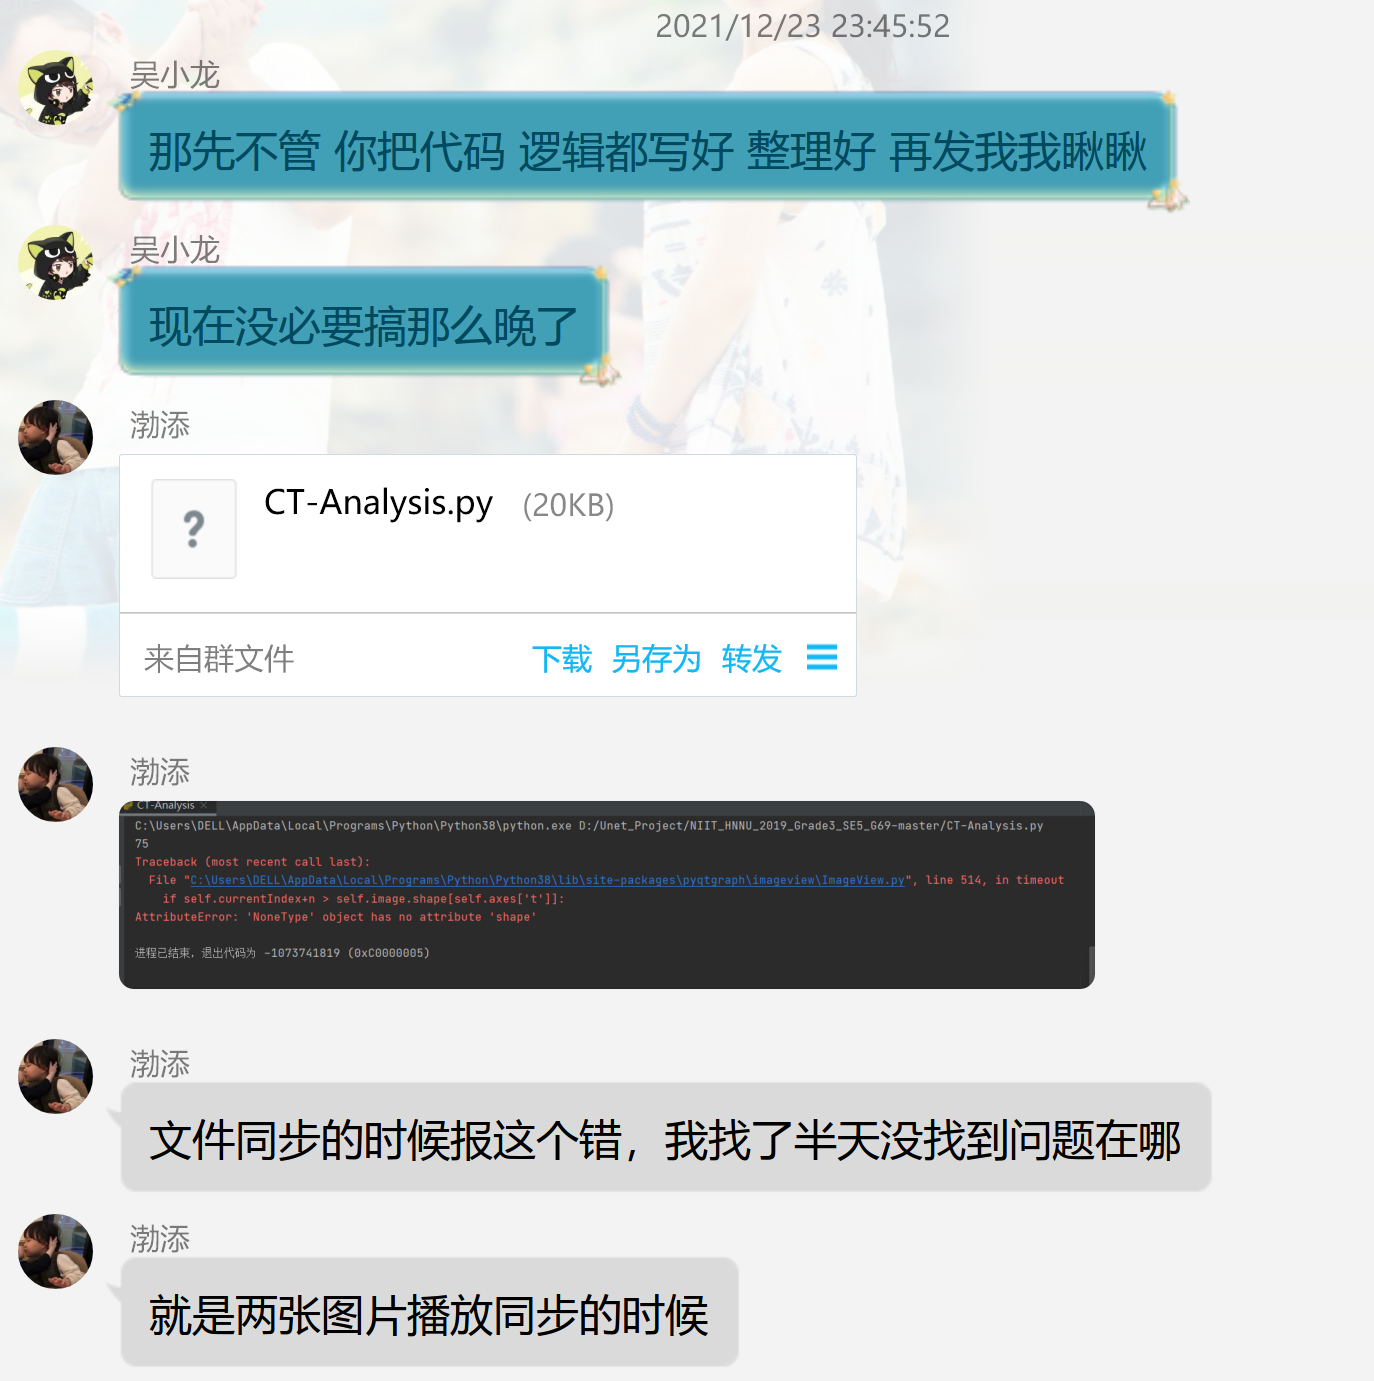 2021/12/23 23:45:52
吴小龙
那先不管 你把代码 逻辑都写好 整理好 再发我我瞅瞅
吴小龙
现在没必要搞那么晚了
渤添
?
CT-Analysis.py (20KB)
来自群文件 下载 另存为 转发
渤添
CT-Analysis ×
C:\Users\DELL\AppData\Local\Programs\Python\Python38\python.exe D:/Unet_Project/NIIT_HNNU_2019_Grade3_SE5_G69-master/CT-Analysis.py
75
Traceback (most recent call last):
File "C:\Users\DELL\AppData\Local\Programs\Python\Python38\lib\site-packages\pyqtgraph\imageview\ImageView.py", line 514, in timeout
if self.currentIndex+n > self.image.shape[self.axes['t']]:
AttributeError: 'NoneType' object has no attribute 'shape'
进程已结束，退出代码为 -1073741819 (0xC0000005)
渤添
文件同步的时候报这个错，我找了半天没找到问题在哪
渤添
就是两张图片播放同步的时候